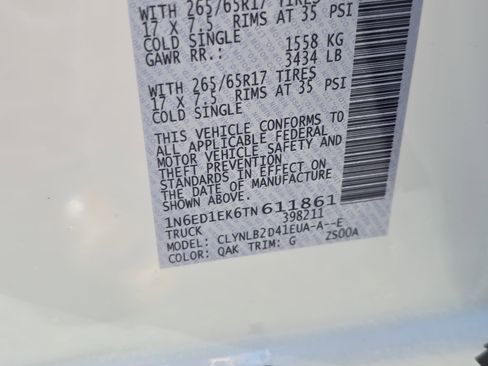 WITH 265/65R17 TIRES
17 X 7.5 RIMS AT 35 PSI
COLD SINGLE
GAWR RR.: 1558 KG
3434 LB
WITH 265/65R17 TIRES
17 X 7.5 RIMS AT 35 PSI
COLD SINGLE
THIS VEHICLE CONFORMS TO
ALL APPLICABLE FEDERAL
MOTOR VEHICLE SAFETY AND
THEFT PREVENTION
STANDARDS IN EFFECT ON
THE DATE OF MANUFACTURE
SHOWN ABOVE.
1N6ED1EK6TN611861
TRUCK 398211
MODEL: CLYNLB2D41EUA-A--E
COLOR: QAK TRIM: G ZS00A